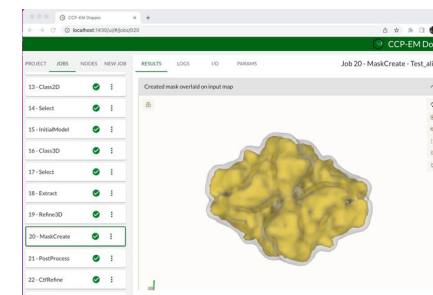 CCP-EM Doppio
localhost:1430/ui/#/jobs/020
CCP-EM Do
PROJECT JOBS NODES NEW JOB RESULTS LOGS I/O PARAMS Job 20 - MaskCreate - Test_ali
13 - Class2D
Created mask overlaid on input map
14 - Select
15 - InitialModel
16 - Class3D
17 - Select
18 - Extract
19 - Refine3D
20 - MaskCreate
21 - PostProcess
22 - CtfRefine